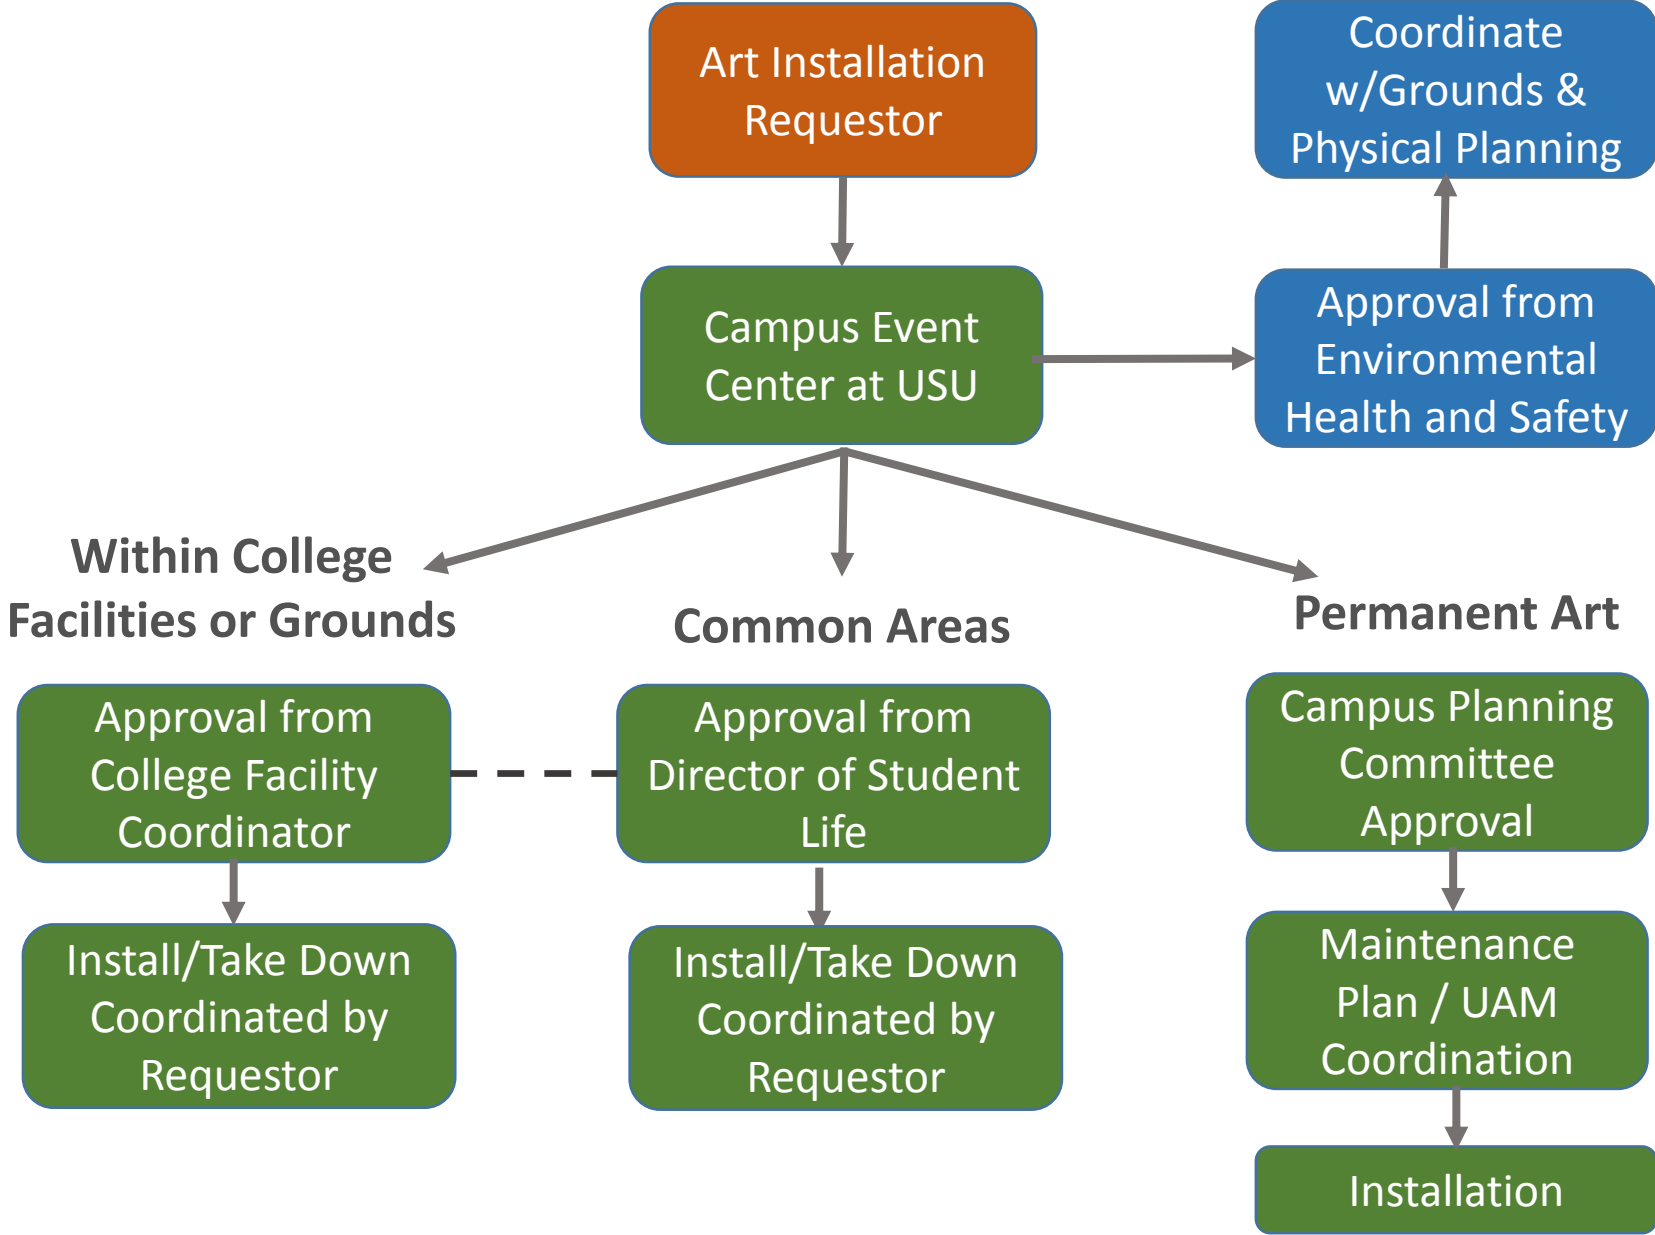 Art Installation
Requestor
Coordinate
w/Grounds &
Physical Planning
Campus Event
Center at USU
Approval from
Environmental
Health and Safety
Within College
Facilities or Grounds
Common Areas
Permanent Art
Approval from
College Facility
Coordinator
Approval from
Director of Student
Life
Campus Planning
Committee
Approval
Install/Take Down
Coordinated by
Requestor
Install/Take Down
Coordinated by
Requestor
Maintenance
Plan / UAM
Coordination
Installation